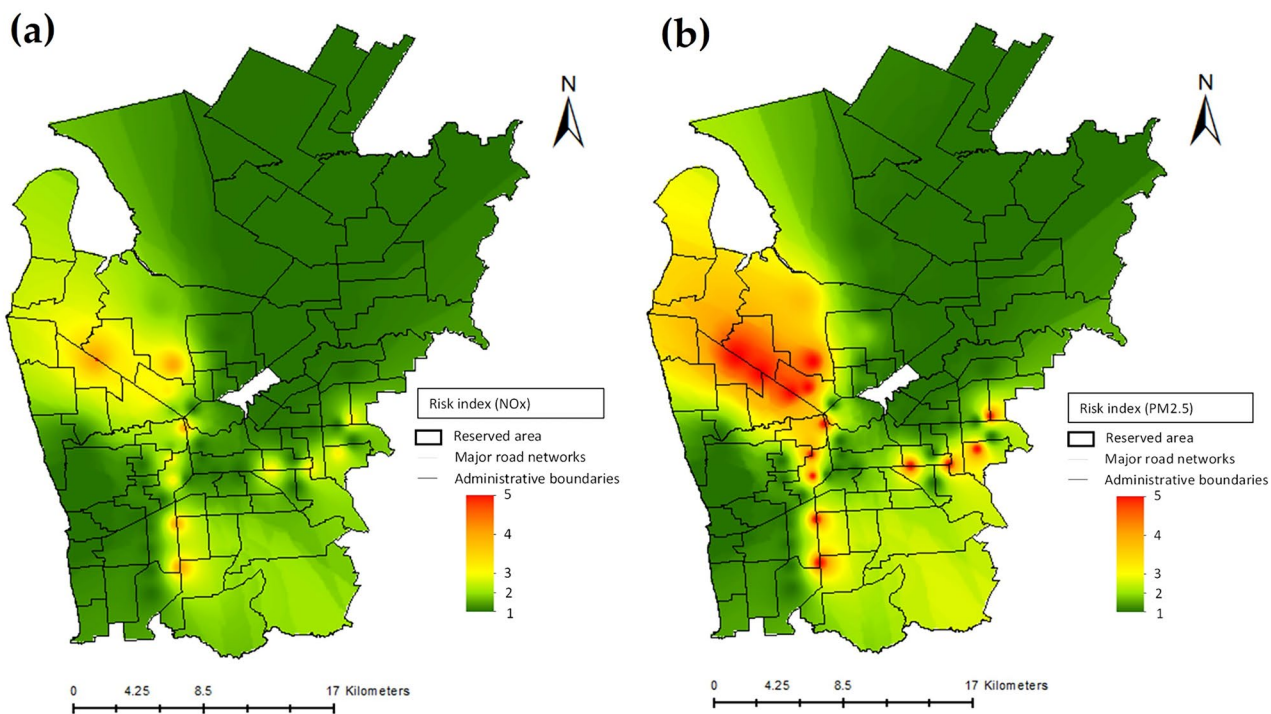 (a)
N
Risk index (NOx)
Reserved area
Major road networks
Administrative boundaries
5
4
3
2
1
0 4.25 8.5 17 Kilometers
(b)
N
Risk index (PM2.5)
Reserved area
Major road networks
Administrative boundaries
5
4
3
2
1
0 4.25 8.5 17 Kilometers